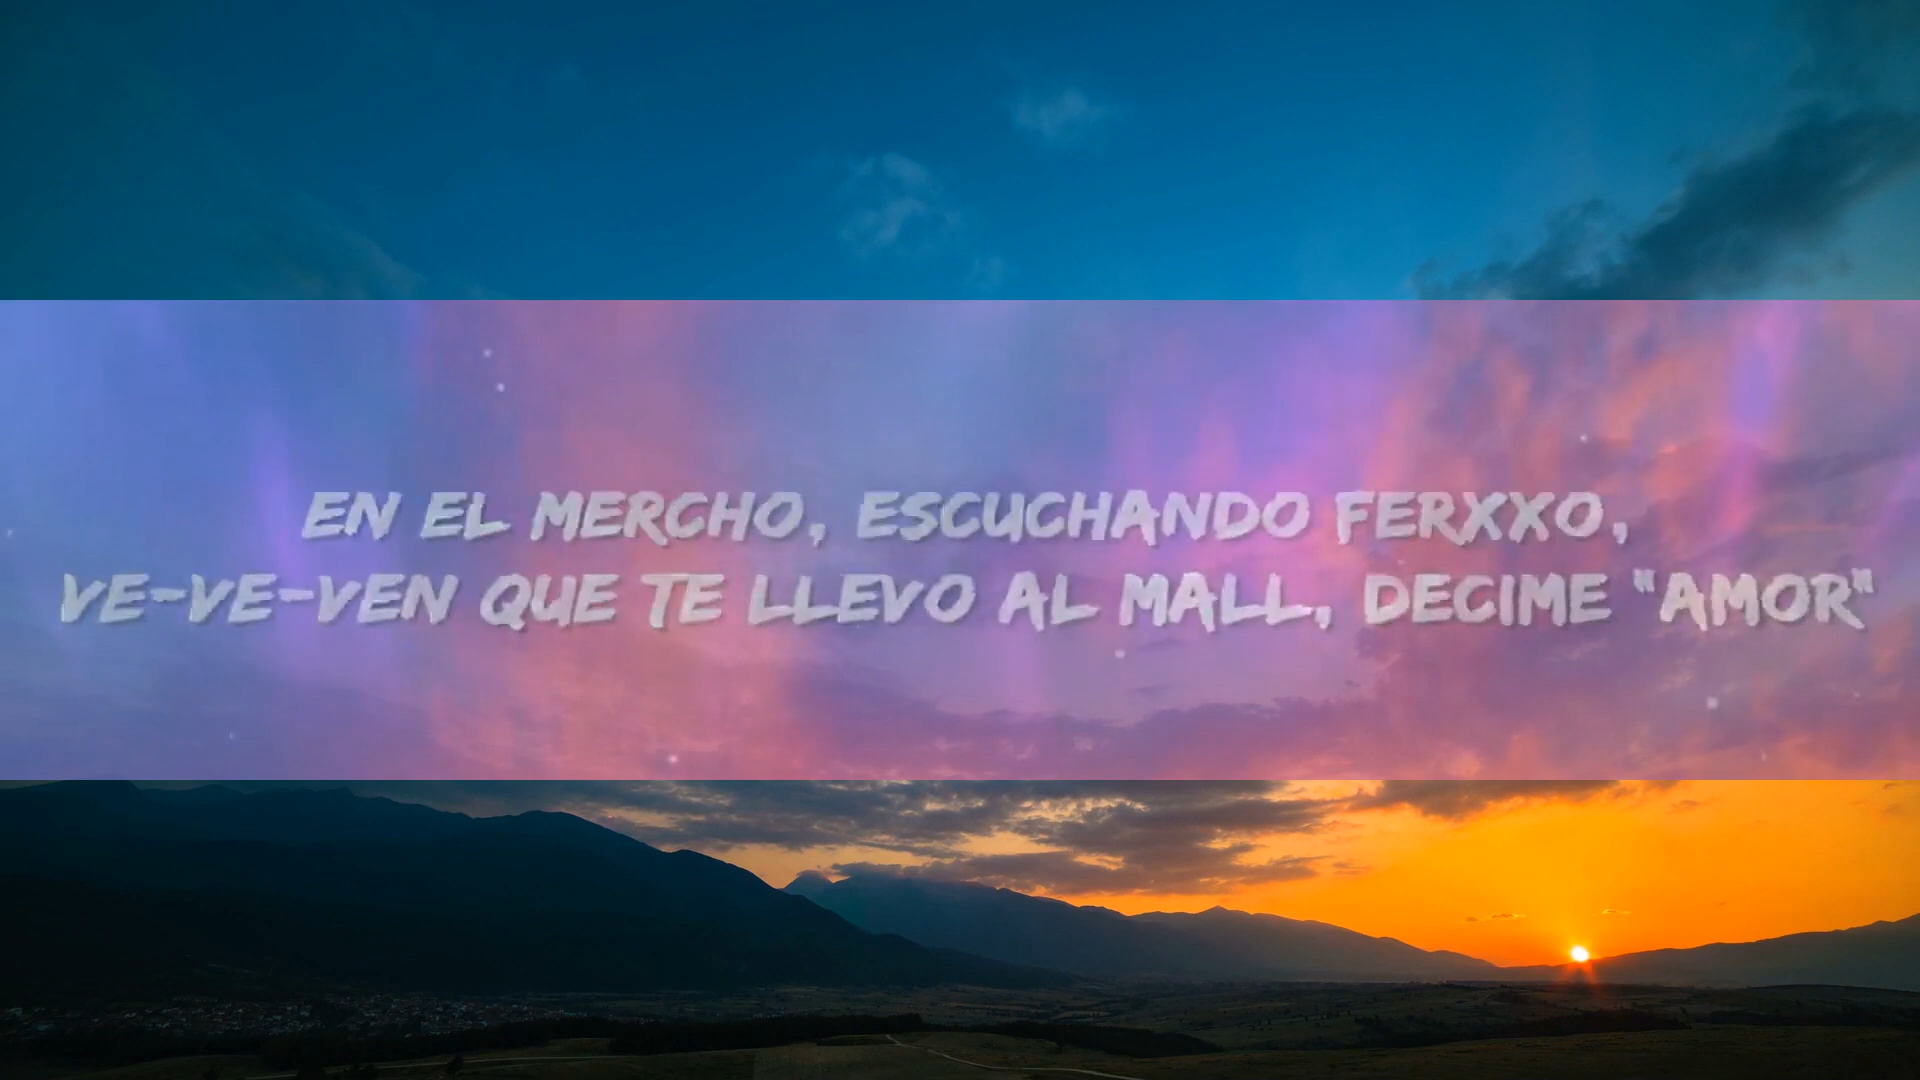 EN EL MERCHO, ESCUCHANDO FERXXO,
VE-VE-VEN QUE TE LLEVO AL MALL, DECIME "AMOR"